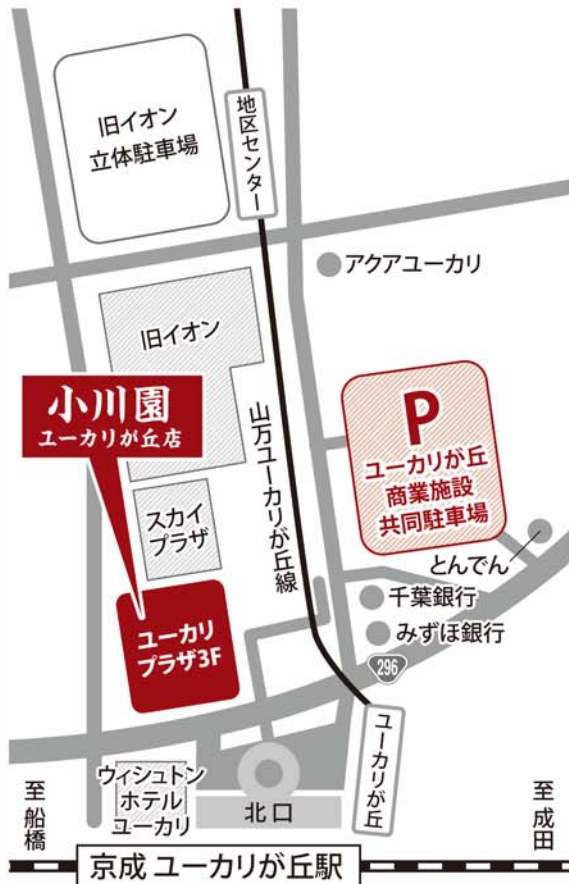 旧イオン
立体駐車場
地区センター
アクアユーカリ
旧イオン
小川園
ユーカリが丘店
山万ユーカリが丘線
P
ユーカリが丘
商業施設
共同駐車場
スカイ
プラザ
とんでん
千葉銀行
みずほ銀行
ユーカリ
プラザ3F
296
ユーカリが丘
ウィシュトン
ホテル
ユーカリ
北口
至船橋
至成田
京成 ユーカリが丘駅